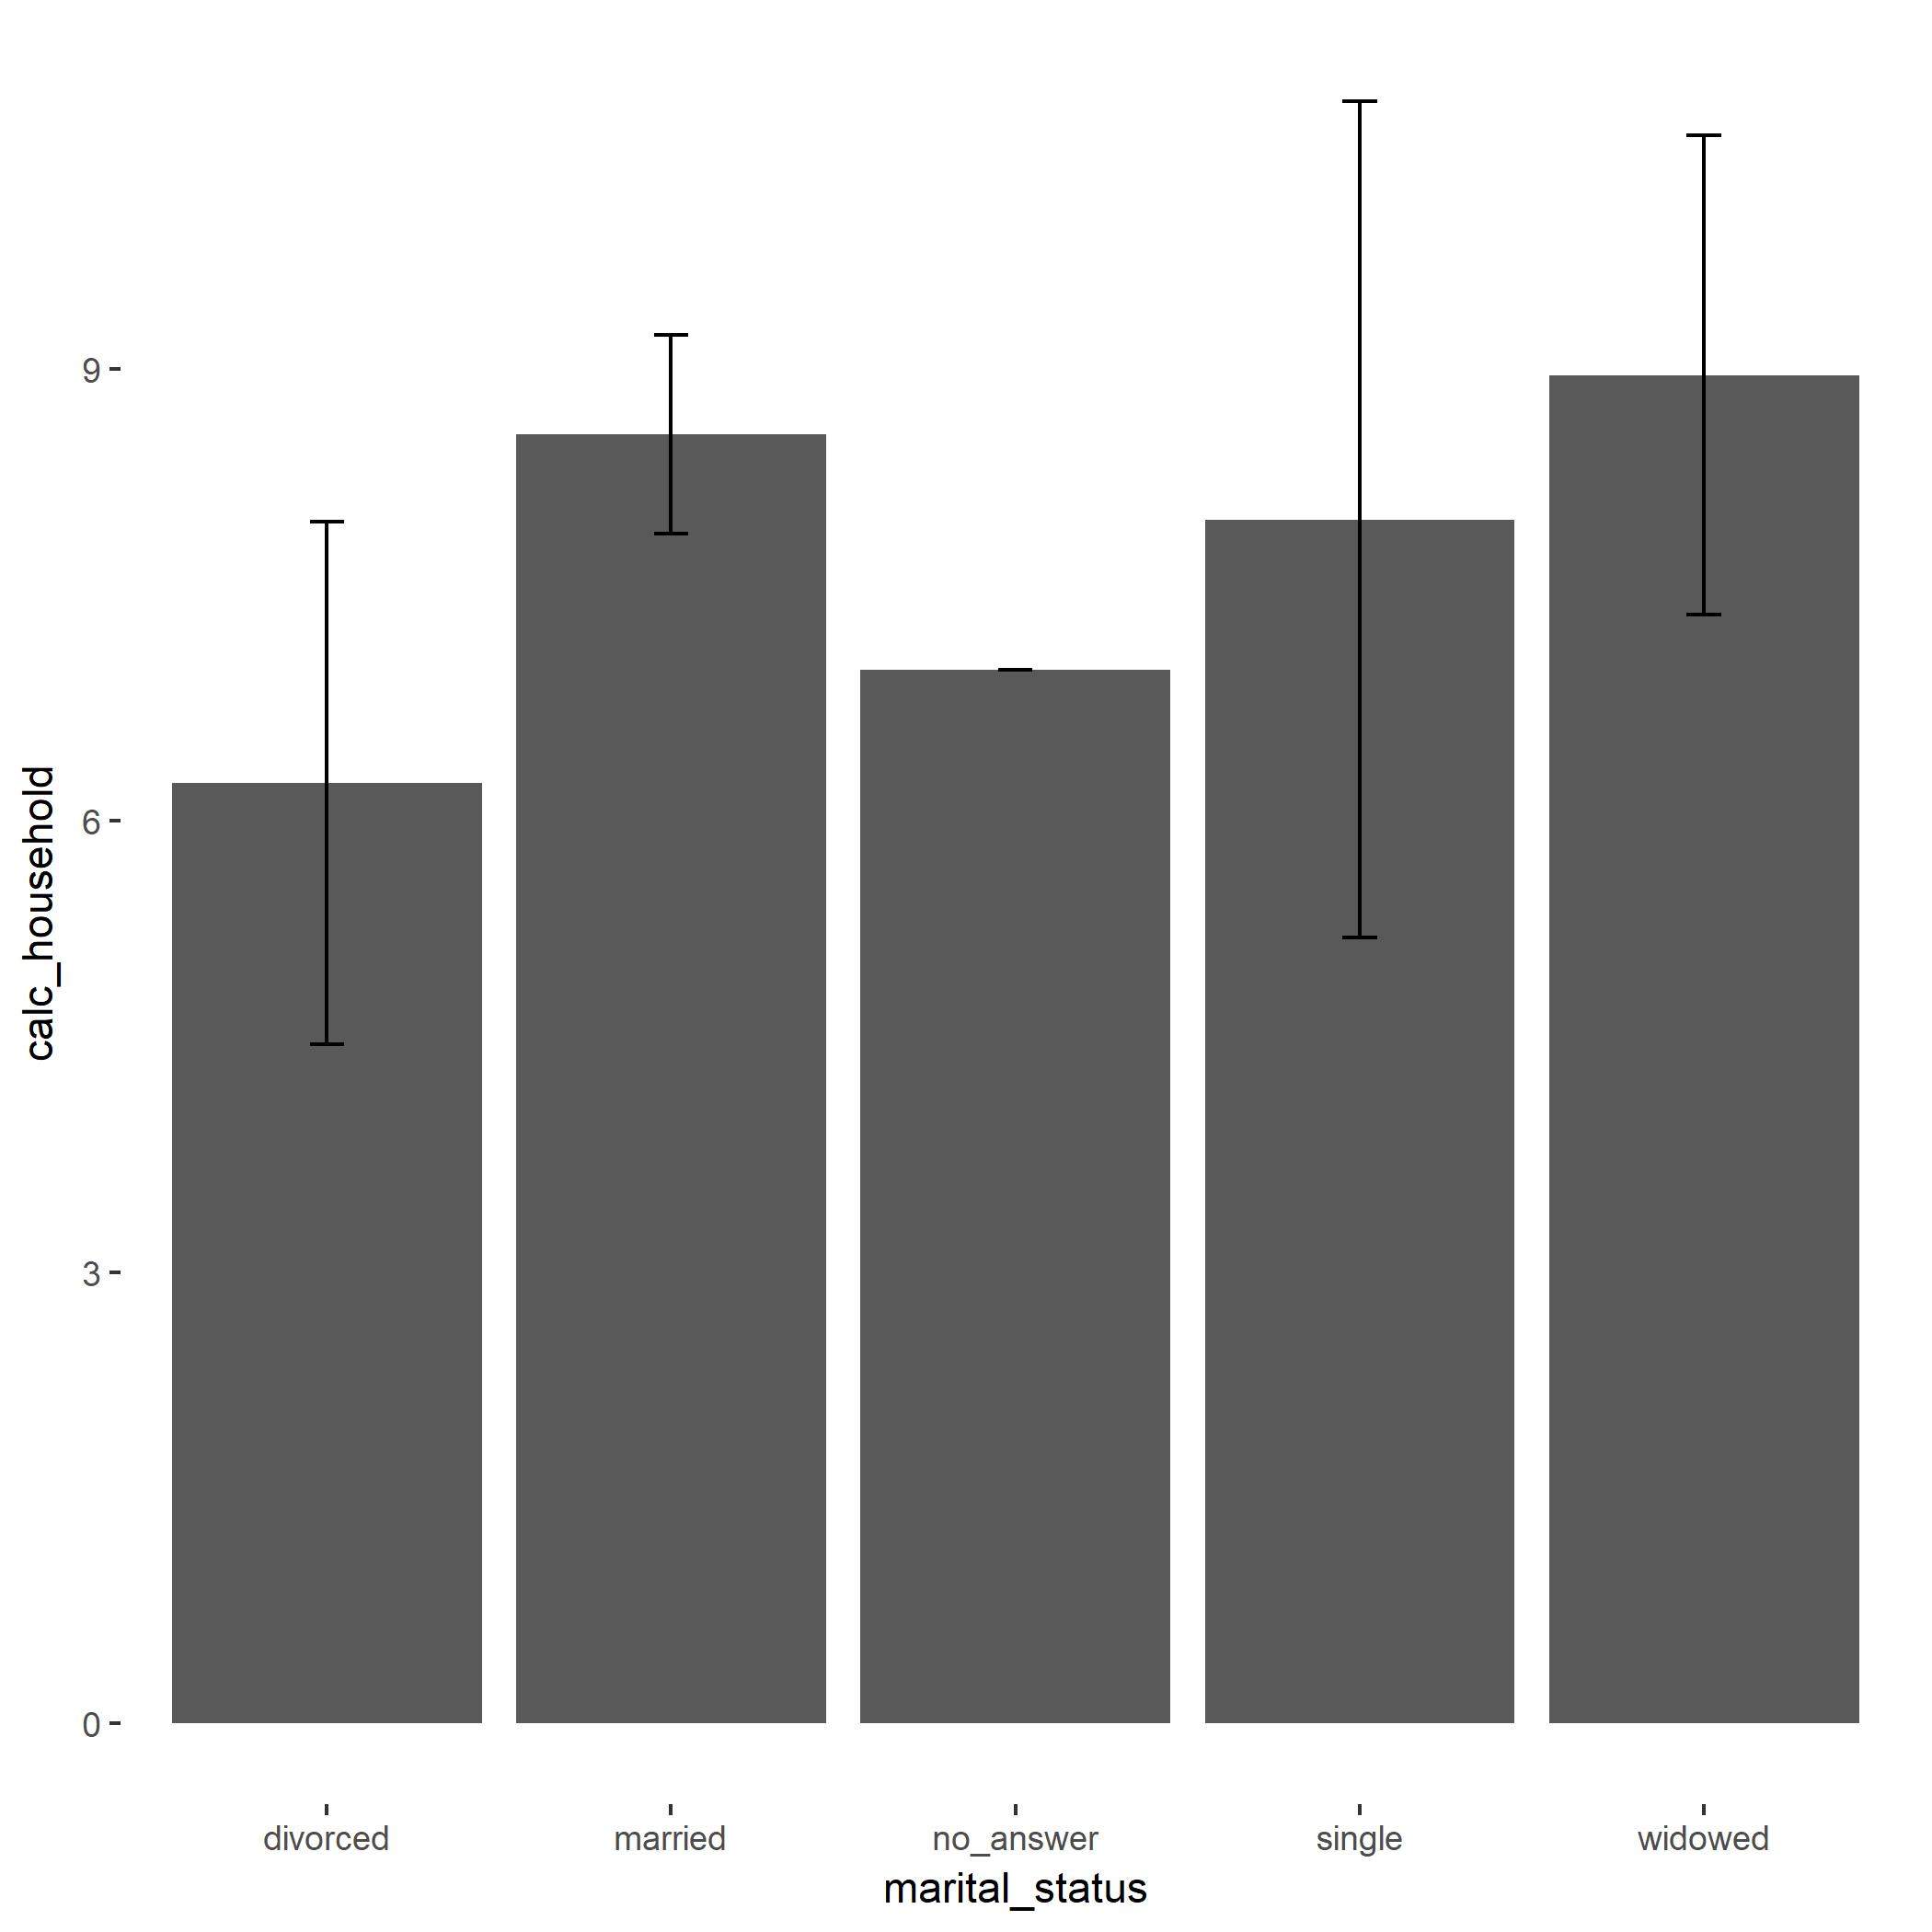 9
6
3
0
calc_household
divorced married no_answer single widowed
marital_status